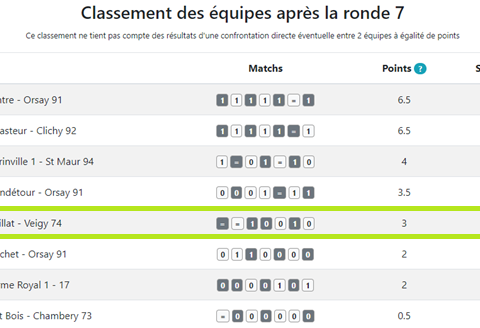 Classement des équipes après la ronde 7
Ce classement ne tient pas compte des résultats d'une confrontation directe éventuelle entre 2 équipes à égalité de points
Matchs Points ? S
ntre - Orsay 91 1 1 1 1 1 = 1 6.5
asteur - Clichy 92 1 1 1 1 1 = 1 6.5
rinville 1 - St Maur 94 1 = 0 1 = 1 0 4
ndétour - Orsay 91 0 0 0 1 = 1 1 3.5
illat - Veigy 74 = = 1 0 0 1 0 3
chet - Orsay 91 0 1 1 0 0 0 0 2
rme Royal 1 - 17 0 0 0 0 1 0 1 2
t Bois - Chambery 73 = 0 0 0 0 0 0 0.5